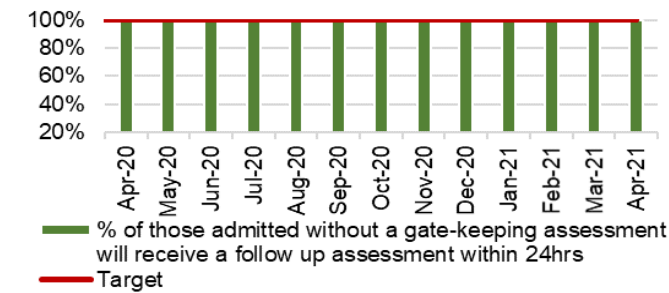 100%
80%
60%
40%
20%
Apr-20
May-20
Jun-20
Jul-20
Aug-20
Sep-20
Oct-20
Nov-20
Dec-20
Jan-21
Feb-21
Mar-21
Apr-21
% of those admitted without a gate-keeping assessment
will receive a follow up assessment within 24hrs
Target